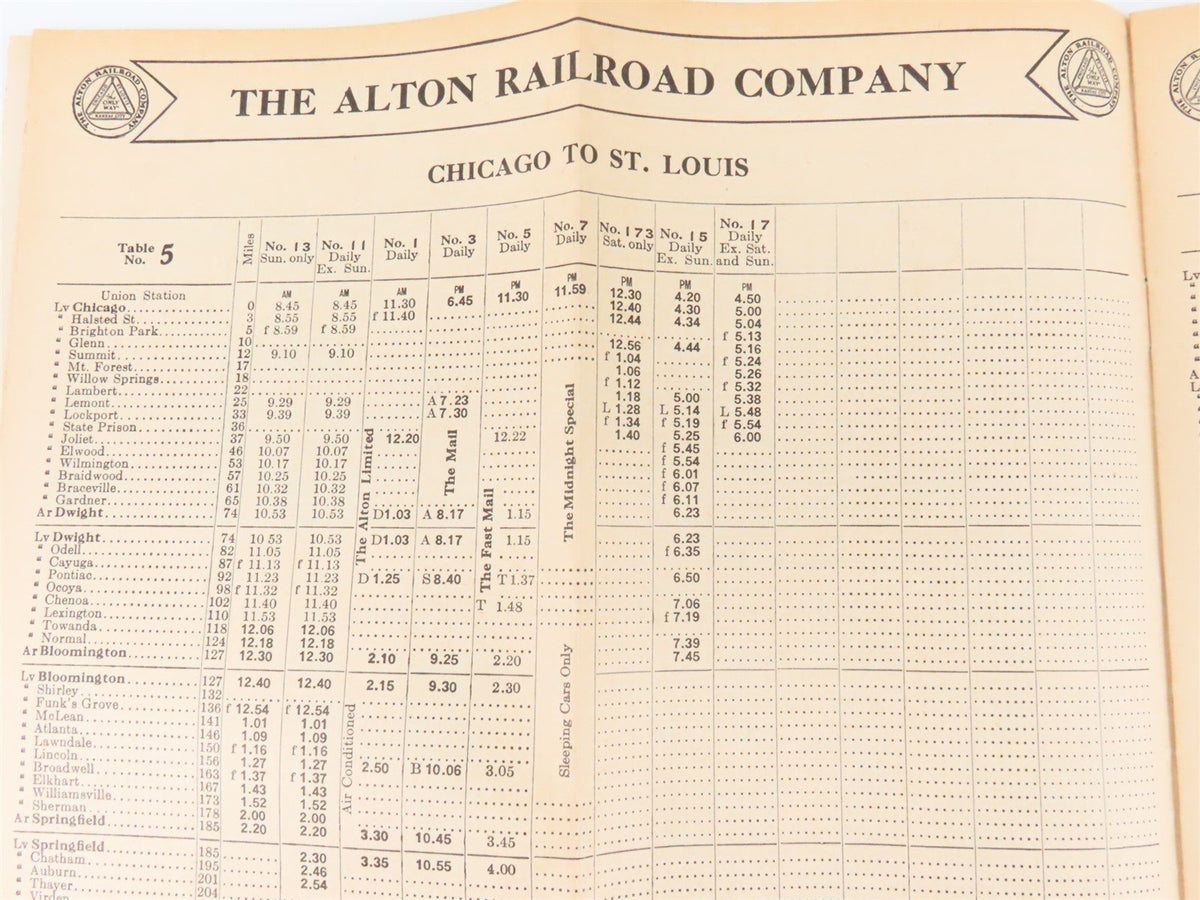 THE ALTON RAILROAD COMPANY
THE ALTON RAILROAD COMPANY
"The ONLY WAY"
KANSAS CITY
THE ALTON RAILROAD COMPANY
"The ONLY WAY"
KANSAS CITY
CHICAGO TO ST. LOUIS
Table No. 5 Miles No. 13 Sun. only No. 11 Daily Ex. Sun. No. 1 Daily No. 3 Daily No. 5 Daily No. 7 Daily No. 173 Sat. only No. 15 Daily Ex. Sun. No. 17 Daily Ex. Sat. and Sun.
Union Station AM AM AM PM PM PM PM PM PM
Lv Chicago 0 8.45 8.45 11.30 6.45 11.30 11.59 12.30 4.20 4.50
" Halsted St. 3 8.55 8.55 f 11.40 12.40 4.30 5.00
" Brighton Park 5 f 8.59 f 8.59 12.44 4.34 5.04
" Glenn 10 f 5.13
" Summit 12 9.10 9.10 12.56 4.44 5.16
" Mt. Forest 17 f 1.04 f 5.24
" Willow Springs 18 1.06 5.26
" Lambert 22 f 1.12 f 5.32
" Lemont 25 9.29 9.29 A 7.23 1.18 5.00 5.38
" Lockport 33 9.39 9.39 A 7.30 L 1.28 L 5.14 L 5.48
" State Prison 36 f 1.34 f 5.19 f 5.54
" Joliet 37 9.50 9.50 12.20 12.22 1.40 5.25 6.00
" Elwood 46 10.07 10.07 f 5.45
" Wilmington 53 10.17 10.17 f 5.54
" Braidwood 57 10.25 10.25 f 6.01
" Braceville 61 10.32 10.32 f 6.07
" Gardner 65 10.38 10.38 f 6.11
Ar Dwight 74 10.53 10.53 D1.03 A 8.17 1.15 6.23
Lv Dwight 74 10 53 10.53 D1.03 A 8.17 1.15 6.23
" Odell 82 11.05 11.05 f 6.35
" Cayuga 87 f 11.13 f 11.13
" Pontiac 92 11.23 11.23 D 1.25 S 8.40 T 1.37 6.50
" Ocoya 98 f 11.32 f 11.32
" Chenoa 102 11.40 11.40 T 1.48 7.06
" Lexington 110 11.53 11.53 f 7.19
" Towanda 118 12.06 12.06
" Normal 124 12.18 12.18 7.39
Ar Bloomington 127 12.30 12.30 2.10 9.25 2.20 7.45
Lv Bloomington 127 12.40 12.40 2.15 9.30 2.30
" Shirley 132
" Funk's Grove 136 f 12.54 f 12.54
" McLean 141 1.01 1.01
" Atlanta 146 1.09 1.09
" Lawndale 150 f 1.16 f 1.16
" Lincoln 156 1.27 1.27 2.50 B 10.06 3.05
" Broadwell 163 f 1.37 f 1.37
" Elkhart 167 1.43 1.43
" Williamsville 173 1.52 1.52
" Sherman 178 2.00 2.00
Ar Springfield 185 2.20 2.20 3.30 10.45 3.45
Lv Springfield 185 2.30 3.35 10.55 4.00
" Chatham 195 2.46
" Auburn 201 2.54
" Thayer 204
" Virden
The Alton Limited
Air Conditioned
The Mail
The Fast Mail
The Midnight Special
Sleeping Cars Only